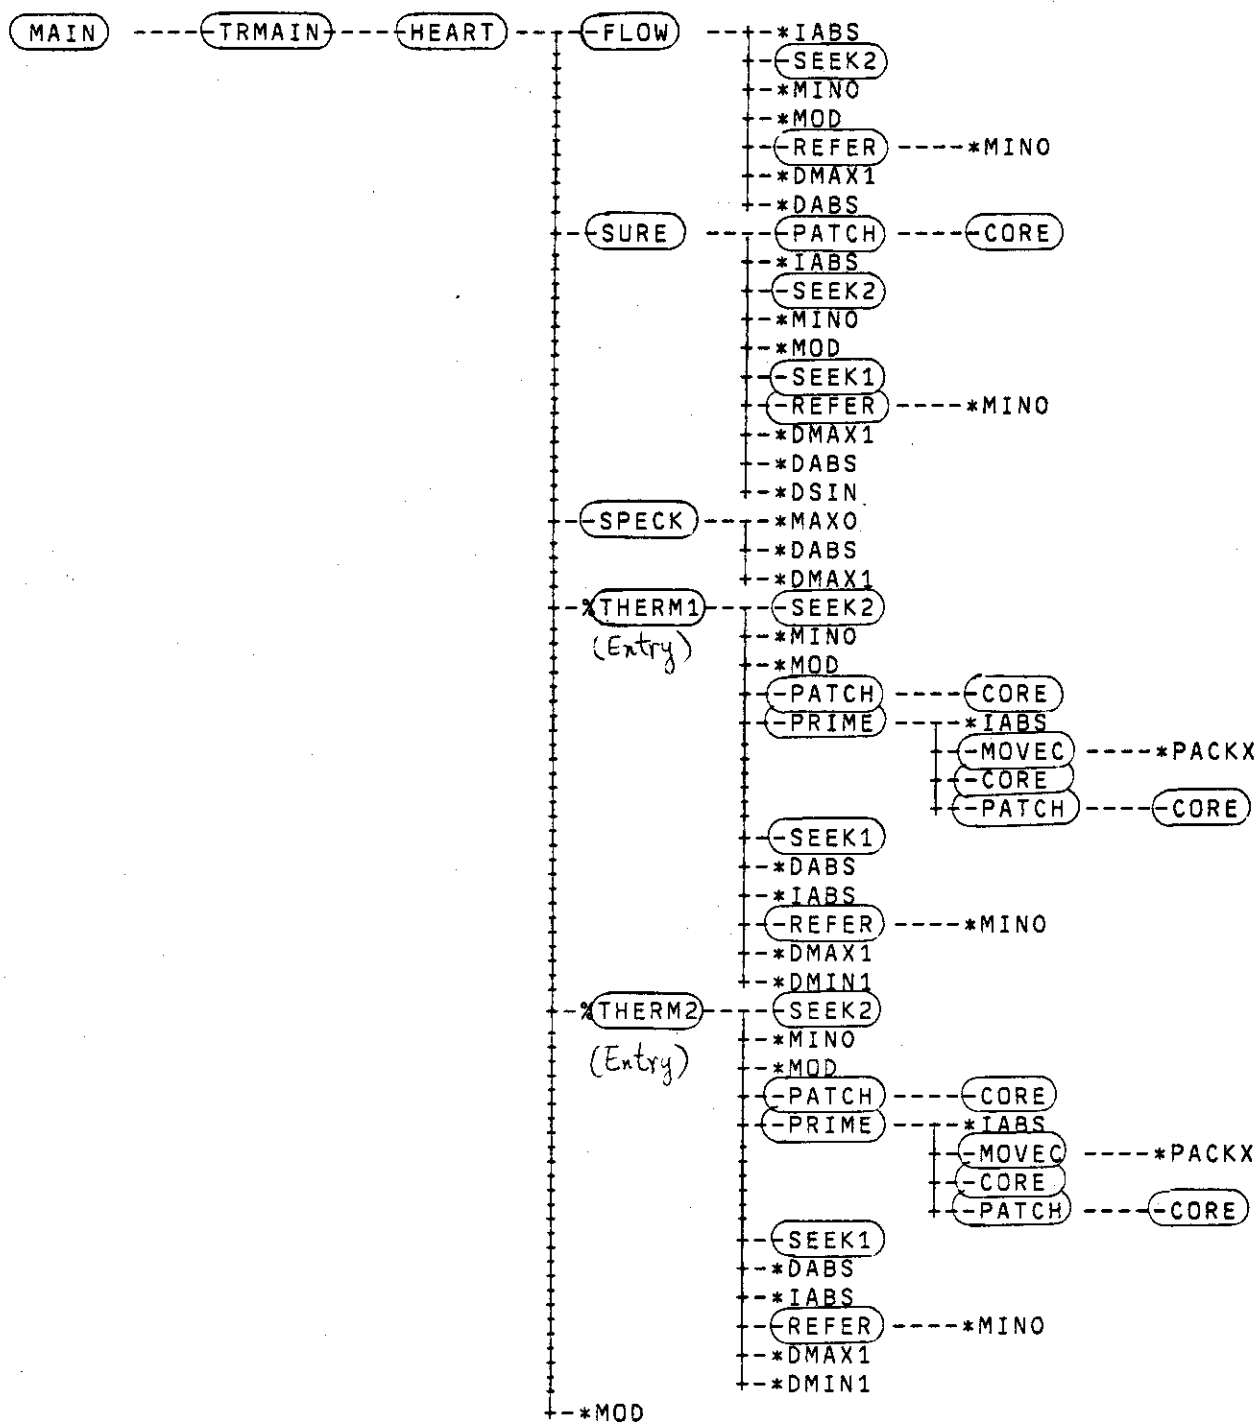 MAIN ----- TRMAIN ---- HEART --+--FLOW --+--*IABS
+--SEEK2
+--*MINO
+--*MOD
+--REFER ----*MINO
+--*DMAX1
+--*DABS
+--SURE --+--PATCH ----CORE
+--*IABS
+--SEEK2
+--*MINO
+--*MOD
+--SEEK1
+--REFER ----*MINO
+--*DMAX1
+--*DABS
+--*DSIN
+--SPECK --+--*MAXO
+--*DABS
+--*DMAX1
+--%THERM1--+--SEEK2
(Entry) +--*MINO
+--*MOD
+--PATCH ----CORE
+--PRIME --+--*IABS
+--MOVEC ----*PACKX
+--CORE
+--PATCH ----CORE
+--SEEK1
+--*DABS
+--*IABS
+--REFER ----*MINO
+--*DMAX1
+--*DMIN1
+--%THERM2--+--SEEK2
+--*MINO
(Entry) +--*MOD
+--PATCH ----CORE
+--PRIME --+--*IABS
+--MOVEC ----*PACKX
+--CORE
+--PATCH ----CORE
+--SEEK1
+--*DABS
+--*IABS
+--REFER ----*MINO
+--*DMAX1
+--*DMIN1
+--*MOD